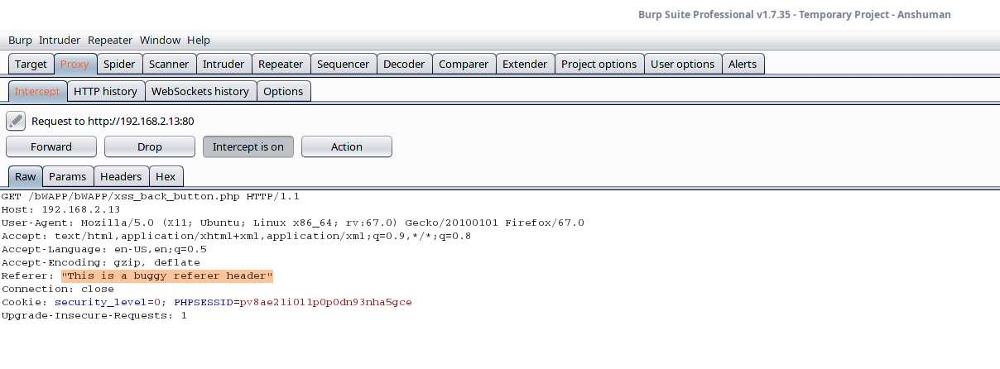 Burp Suite Professional v1.7.35 - Temporary Project - Anshuman
Burp Intruder Repeater Window Help
Target Proxy Spider Scanner Intruder Repeater Sequencer Decoder Comparer Extender Project options User options Alerts
Intercept HTTP history WebSockets history Options
Request to http://192.168.2.13:80
Forward Drop Intercept is on Action
Raw Params Headers Hex
GET /bWAPP/bWAPP/xss_back_button.php HTTP/1.1
Host: 192.168.2.13
User-Agent: Mozilla/5.0 (X11; Ubuntu; Linux x86_64; rv:67.0) Gecko/20100101 Firefox/67.0
Accept: text/html,application/xhtml+xml,application/xml;q=0.9,*/*;q=0.8
Accept-Language: en-US,en;q=0.5
Accept-Encoding: gzip, deflate
Referer: "This is a buggy referer header"
Connection: close
Cookie: security_level=0; PHPSESSID=pv8ae21i0l1p0p0dn93nha5gce
Upgrade-Insecure-Requests: 1